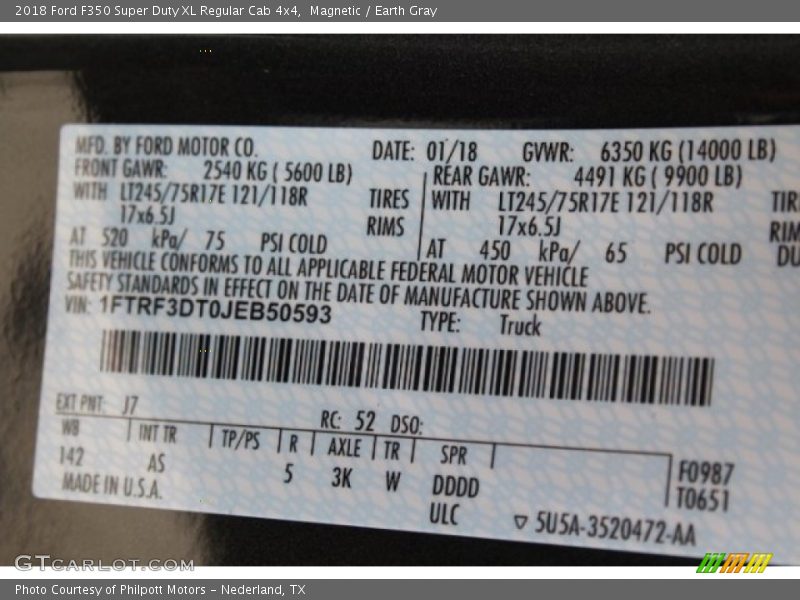 2018 Ford F350 Super Duty XL Regular Cab 4x4, Magnetic / Earth Gray
MFD. BY FORD MOTOR CO. DATE: 01/18 GVWR: 6350 KG (14000 LB)
FRONT GAWR: 2540 KG ( 5600 LB) REAR GAWR: 4491 KG ( 9900 LB)
WITH LT245/75R17E 121/118R TIRES WITH LT245/75R17E 121/118R TIR
17x6.5J RIMS 17x6.5J RIM
AT 520 kPa/ 75 PSI COLD AT 450 kPa/ 65 PSI COLD DU
THIS VEHICLE CONFORMS TO ALL APPLICABLE FEDERAL MOTOR VEHICLE
SAFETY STANDARDS IN EFFECT ON THE DATE OF MANUFACTURE SHOWN ABOVE.
VIN: 1FTRF3DT0JEB50593 TYPE: Truck
EXT PNT: J7 RC: 52 DSO:
WB INT TR TP/PS R AXLE TR SPR F0987
142 AS 5 3K W DDDD T0651
MADE IN U.S.A. ULC ▽ 5U5A-3520472-AA
GTCARLOT.COM
Photo Courtesy of Philpott Motors - Nederland, TX